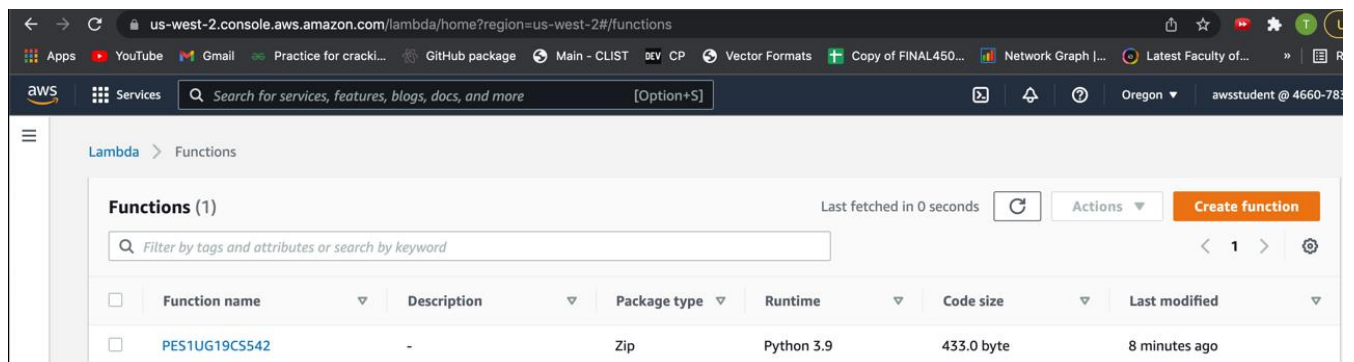 us-west-2.console.aws.amazon.com/lambda/home?region=us-west-2#/functions
Apps YouTube Gmail Practice for cracki... GitHub package Main - CLIST DEV CP Vector Formats Copy of FINAL450... Network Graph |... Latest Faculty of... » R
aws Services Search for services, features, blogs, docs, and more [Option+S] Oregon ▼ awsstudent @ 4660-783
Lambda > Functions
Functions (1) Last fetched in 0 seconds Actions ▼ Create function
Filter by tags and attributes or search by keyword < 1 >
Function name Description Package type Runtime Code size Last modified
PES1UG19CS542 - Zip Python 3.9 433.0 byte 8 minutes ago